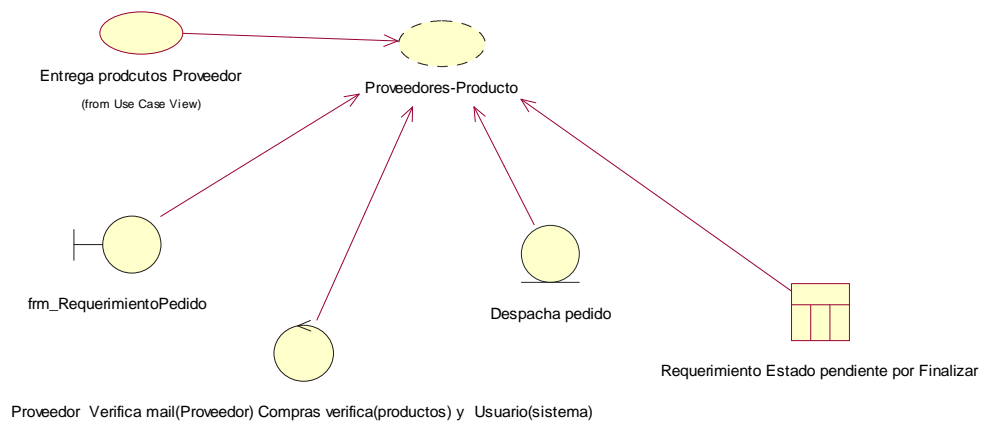 Entrega prodcutos Proveedor
(from Use Case View)
Proveedores-Producto
frm_RequerimientoPedido
Despacha pedido
Requerimiento Estado pendiente por Finalizar
Proveedor Verifica mail(Proveedor) Compras verifica(productos) y Usuario(sistema)